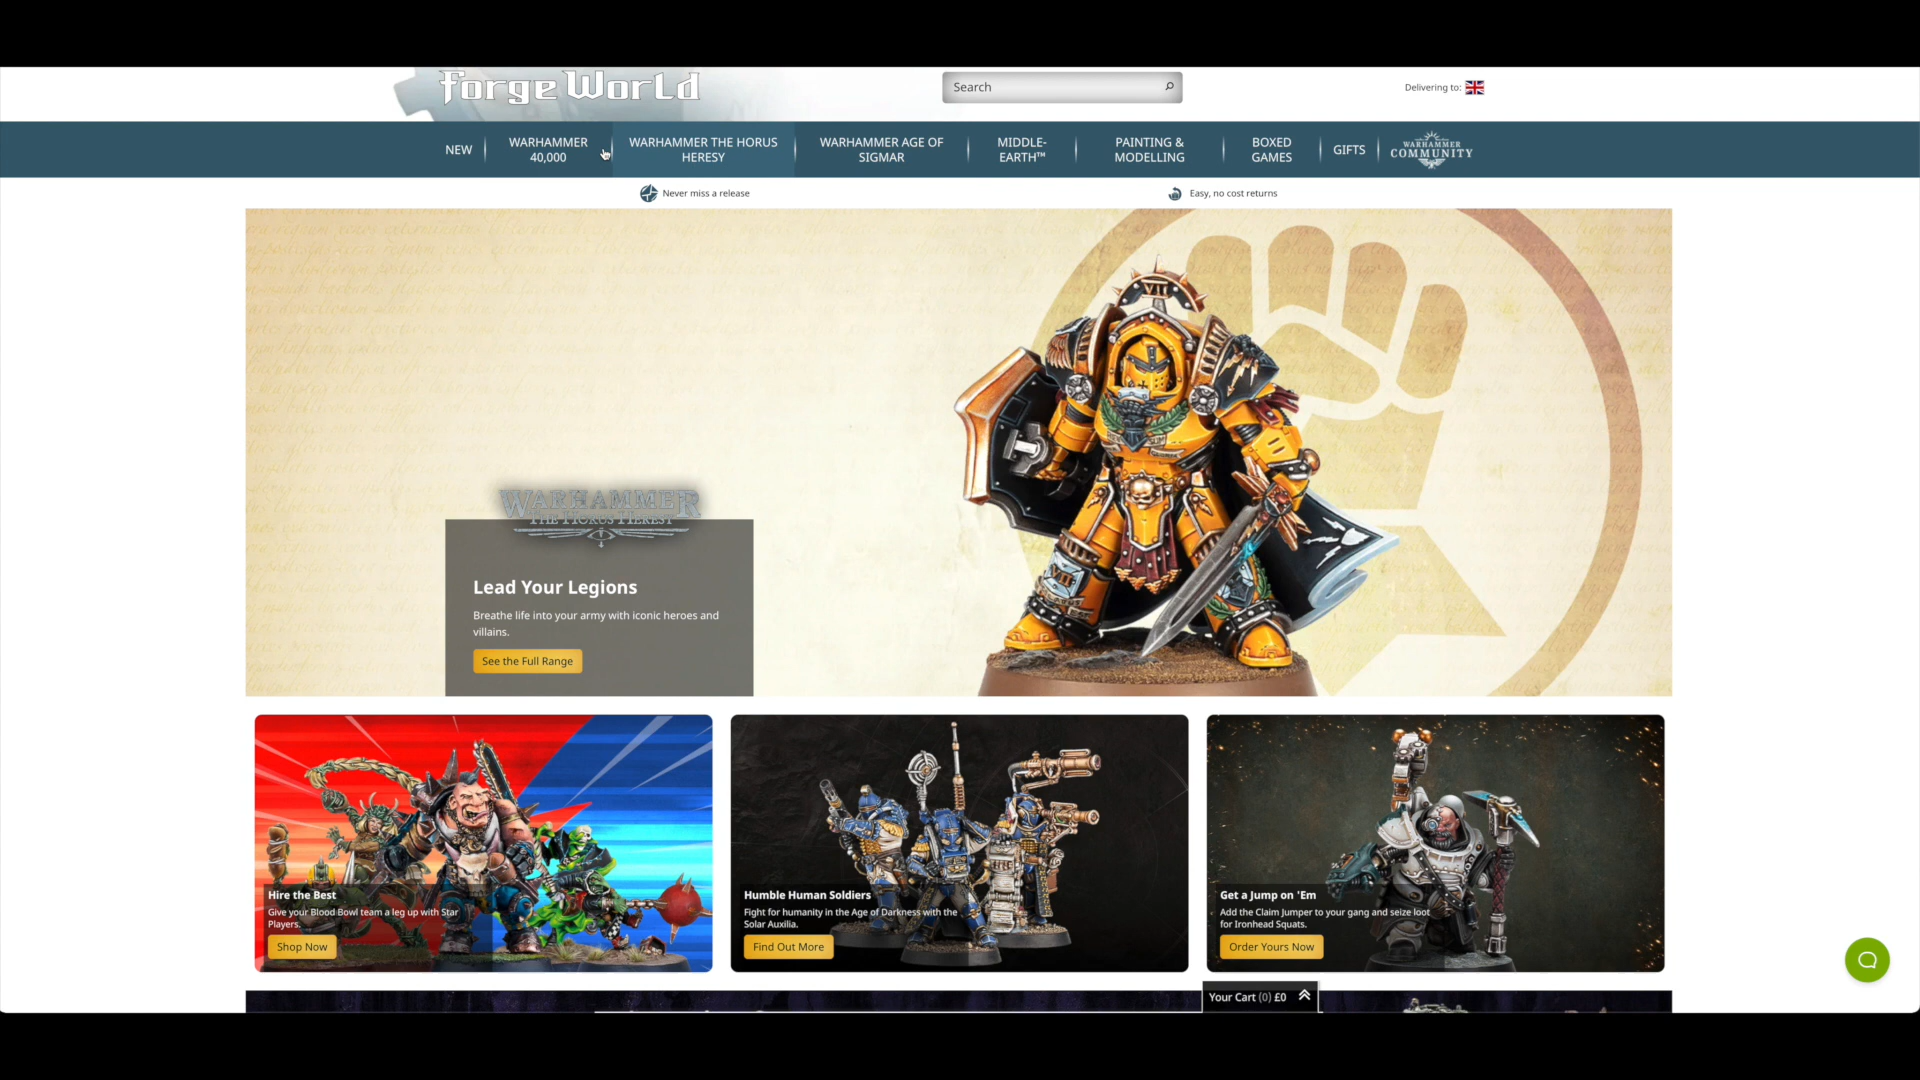 Forge World
Search
Delivering to:
NEW
WARHAMMER
40,000
WARHAMMER THE HORUS
HERESY
WARHAMMER AGE OF
SIGMAR
MIDDLE-
EARTH™
PAINTING &
MODELLING
BOXED
GAMES
GIFTS
WARHAMMER
COMMUNITY
Never miss a release
Easy, no cost returns
VII
VII
WARHAMMER
THE HORUS HERESY
Lead Your Legions
Breathe life into your army with iconic heroes and
villains.
See the Full Range
Hire the Best
Give your Blood Bowl team a leg up with Star
Players.
Shop Now
Humble Human Soldiers
Fight for humanity in the Age of Darkness with the
Solar Auxilia.
Find Out More
Get a Jump on 'Em
Add the Claim Jumper to your gang and seize loot
for Ironhead Squats.
Order Yours Now
Your Cart (0) £0